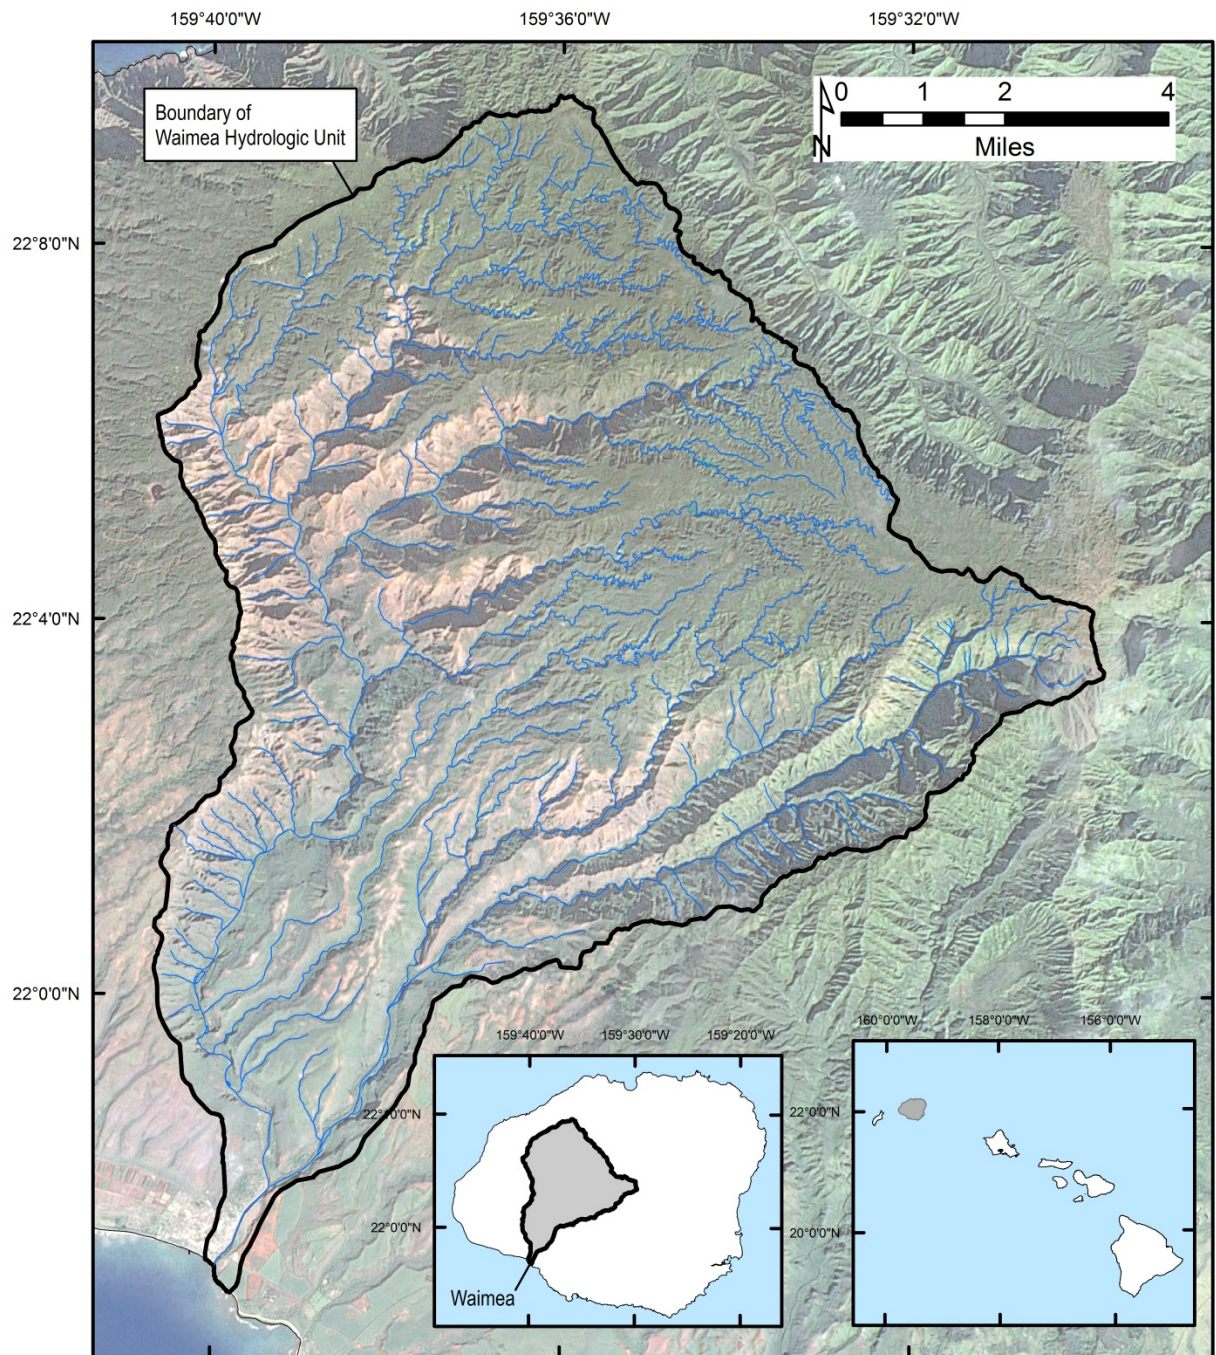 159°40'0"W 159°36'0"W 159°32'0"W
0 1 2 4
N
Miles
Boundary of
Waimea Hydrologic Unit
22°8'0"N
22°4'0"N
22°0'0"N
159°40'0"W 159°30'0"W 159°20'0"W
22°10'0"N
22°0'0"N
Waimea
160°0'0"W 158°0'0"W 156°0'0"W
22°0'0"N
20°0'0"N